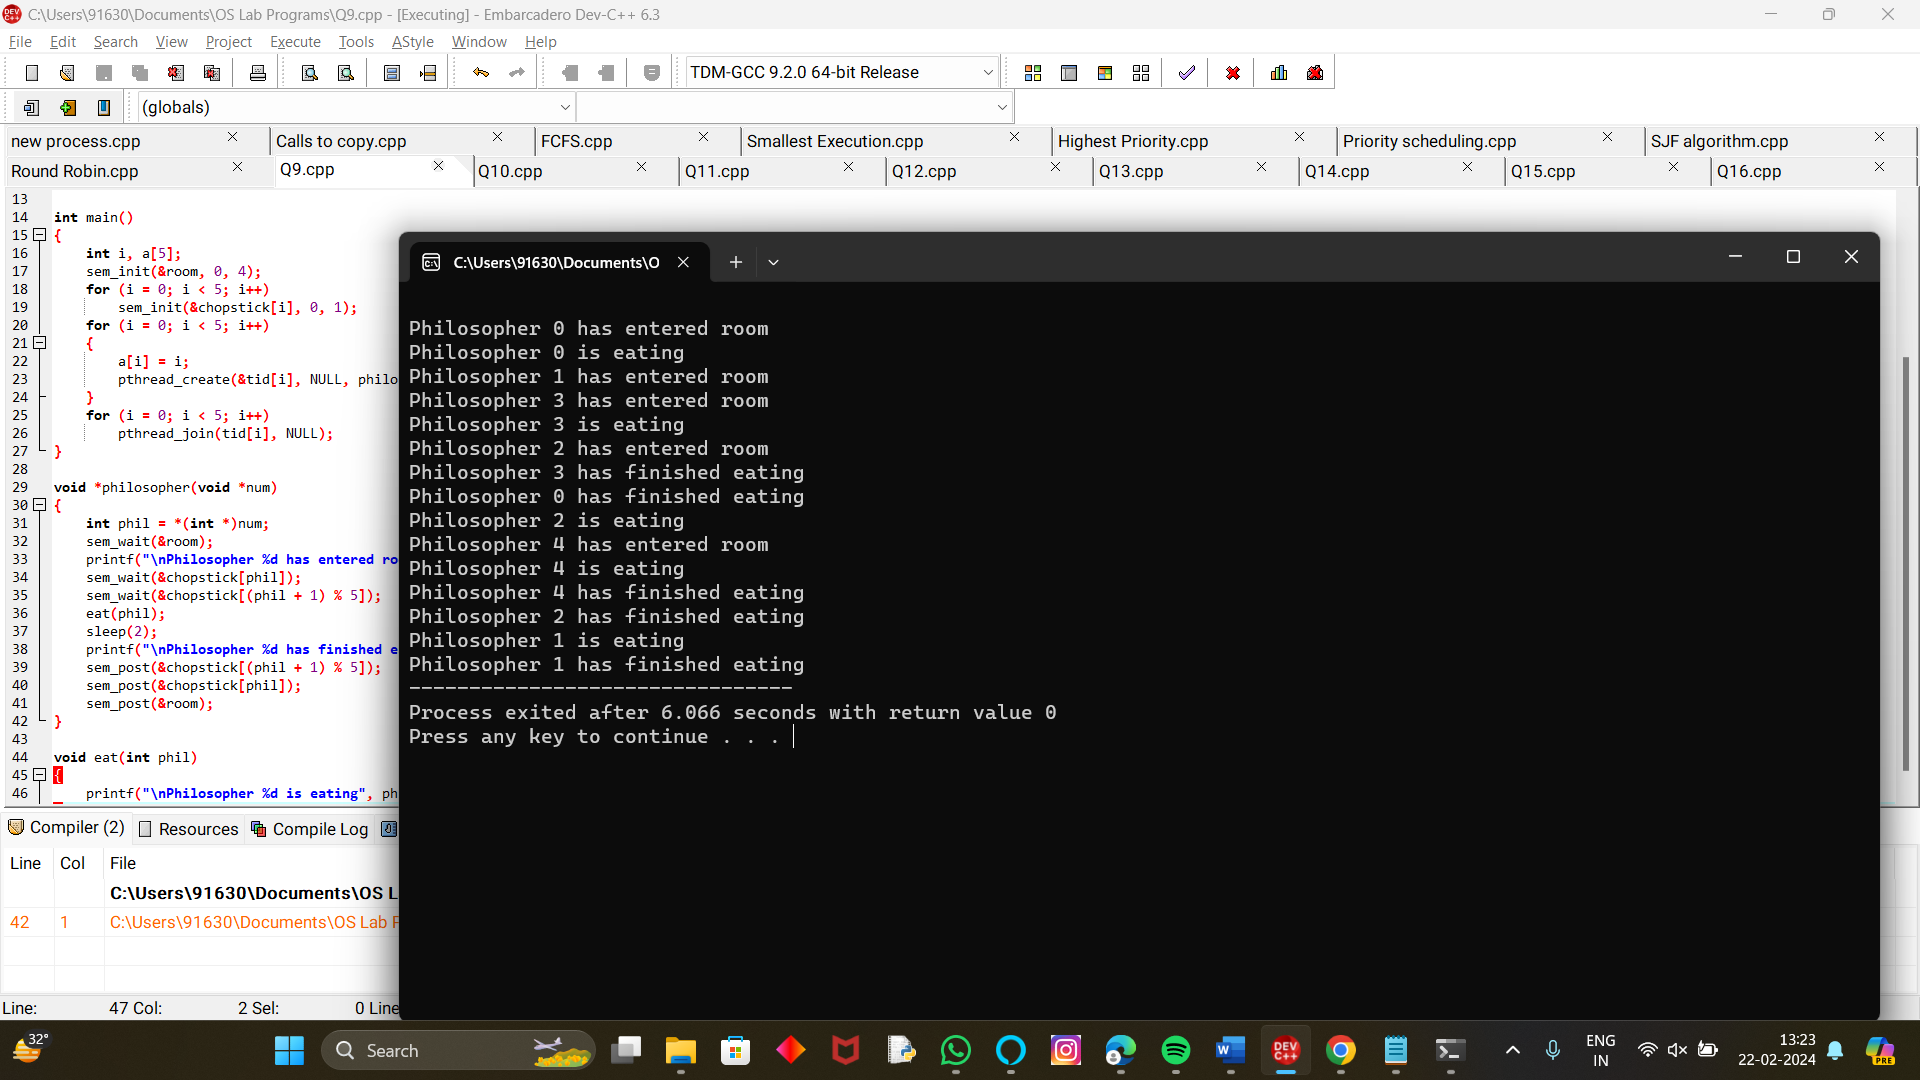 C:\Users\91630\Documents\OS Lab Programs\Q9.cpp - [Executing] - Embarcadero Dev-C++ 6.3
File Edit Search View Project Execute Tools AStyle Window Help
TDM-GCC 9.2.0 64-bit Release
(globals)
new process.cpp Calls to copy.cpp FCFS.cpp Smallest Execution.cpp Highest Priority.cpp Priority scheduling.cpp SJF algorithm.cpp
Round Robin.cpp Q9.cpp Q10.cpp Q11.cpp Q12.cpp Q13.cpp Q14.cpp Q15.cpp Q16.cpp
13
14 int main()
15 {
16 int i, a[5];
17 sem_init(&room, 0, 4);
18 for (i = 0; i < 5; i++)
19 sem_init(&chopstick[i], 0, 1);
20 for (i = 0; i < 5; i++)
21 {
22 a[i] = i;
23 pthread_create(&tid[i], NULL, philo
24 }
25 for (i = 0; i < 5; i++)
26 pthread_join(tid[i], NULL);
27 }
28
29 void *philosopher(void *num)
30 {
31 int phil = *(int *)num;
32 sem_wait(&room);
33 printf("\nPhilosopher %d has entered ro
34 sem_wait(&chopstick[phil]);
35 sem_wait(&chopstick[(phil + 1) % 5]);
36 eat(phil);
37 sleep(2);
38 printf("\nPhilosopher %d has finished e
39 sem_post(&chopstick[(phil + 1) % 5]);
40 sem_post(&chopstick[phil]);
41 sem_post(&room);
42 }
43
44 void eat(int phil)
45 {
46 printf("\nPhilosopher %d is eating", ph
C:\Users\91630\Documents\O
Philosopher 0 has entered room
Philosopher 0 is eating
Philosopher 1 has entered room
Philosopher 3 has entered room
Philosopher 3 is eating
Philosopher 2 has entered room
Philosopher 3 has finished eating
Philosopher 0 has finished eating
Philosopher 2 is eating
Philosopher 4 has entered room
Philosopher 4 is eating
Philosopher 4 has finished eating
Philosopher 2 has finished eating
Philosopher 1 is eating
Philosopher 1 has finished eating
--------------------------------
Process exited after 6.066 seconds with return value 0
Press any key to continue . . .
Compiler (2) Resources Compile Log
Line Col File
C:\Users\91630\Documents\OS L
42 1 C:\Users\91630\Documents\OS Lab P
Line: 47 Col: 2 Sel: 0 Line
32°
Search
DEV C++
ENG
IN
13:23
22-02-2024
PRE